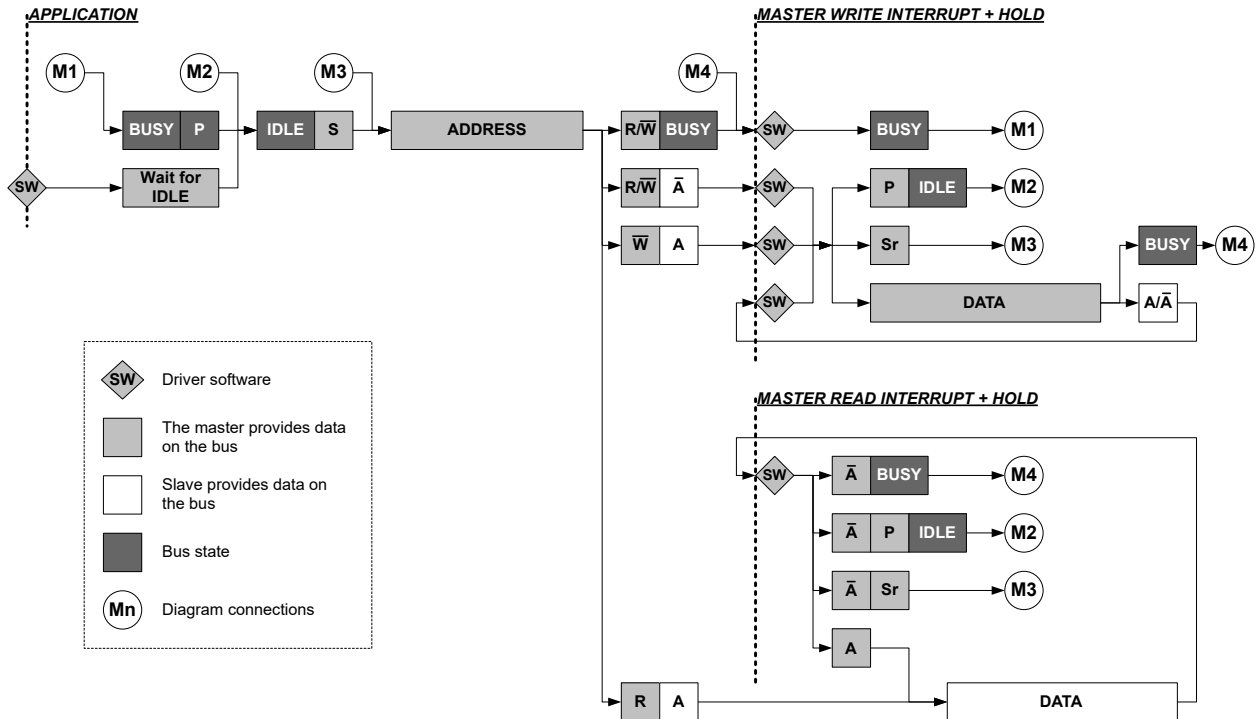 APPLICATION
MASTER WRITE INTERRUPT + HOLD
M1
M2
M3
M4
BUSY P
IDLE S
ADDRESS
R/W̅ BUSY
SW
BUSY
M1
SW
Wait for
IDLE
R/W̅ A̅
SW
P IDLE
M2
W̅ A
SW
Sr
M3
BUSY
M4
SW
DATA
A/A̅
SW
Driver software
The master provides data
on the bus
Slave provides data on
the bus
Bus state
Mn
Diagram connections
MASTER READ INTERRUPT + HOLD
SW
A̅ BUSY
M4
A̅ P IDLE
M2
A̅ Sr
M3
A
R A
DATA